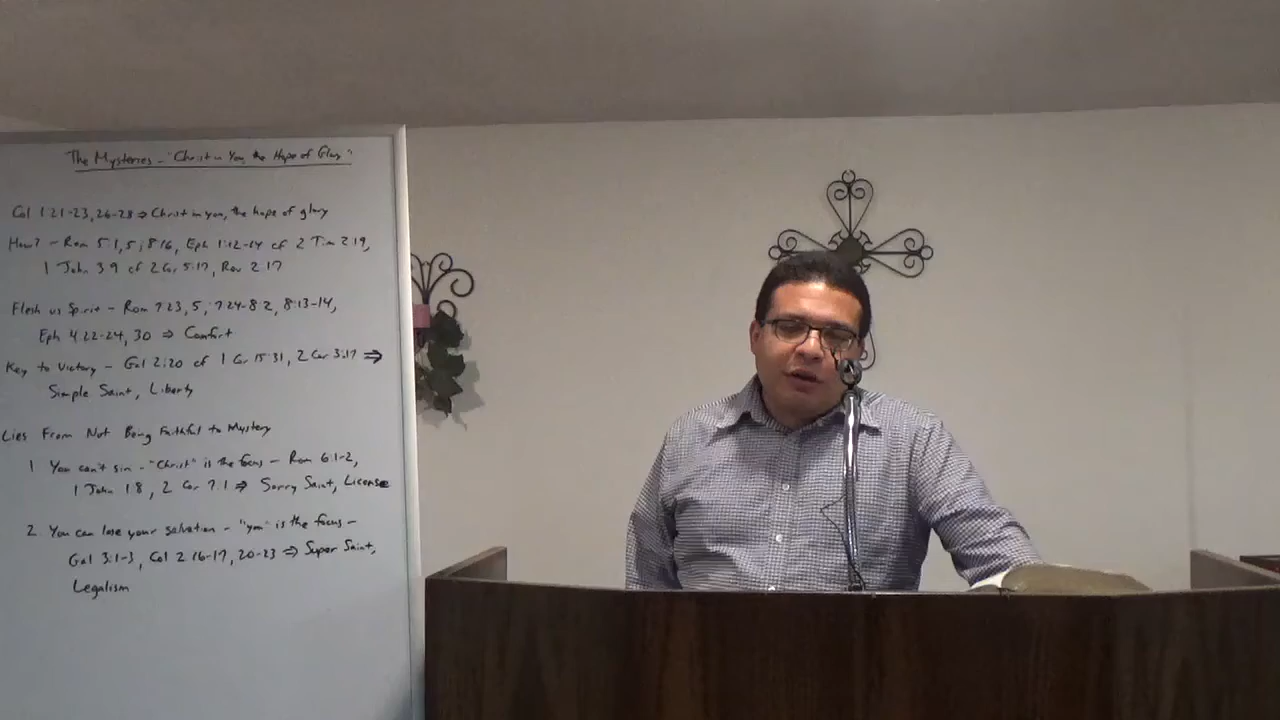 The Mysteries - "Christ in You, the Hope of Glory"
Col 1:21-23, 26-28 ⇒ Christ in you, the hope of glory
How? - Rom 5:1, 5; 8:16, Eph 1:12-14 cf 2 Tim 2:19,
1 John 3:9 cf 2 Cor 5:17, Rev 2:17
Flesh vs Spirit - Rom 7:23, 5; 7:24-8:2, 8:13-14,
Eph 4:22-24, 30 ⇒ Comfort
Key to Victory - Gal 2:20 cf 1 Cor 15:31, 2 Cor 3:17 ⇒
Simple Saint, Liberty
Lies From Not Being Faithful to Mystery
1 You can't sin - "Christ" is the focus - Rom 6:1-2,
1 John 1:8, 2 Cor 7:1 ⇒ Sorry Saint, License
2. You can lose your salvation - "you" is the focus -
Gal 3:1-3, Col 2:16-17, 20-23 ⇒ Super Saint,
Legalism